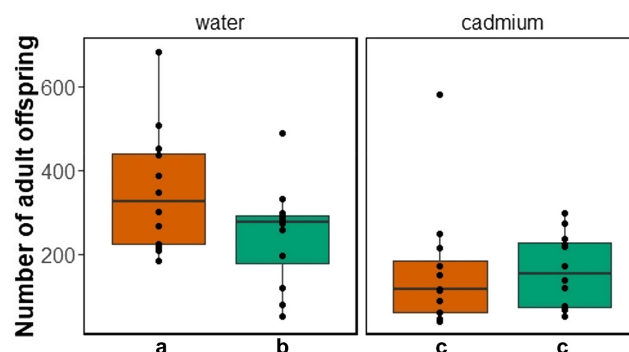 water
cadmium
Number of adult offspring
600
400
200
a
b
c
c